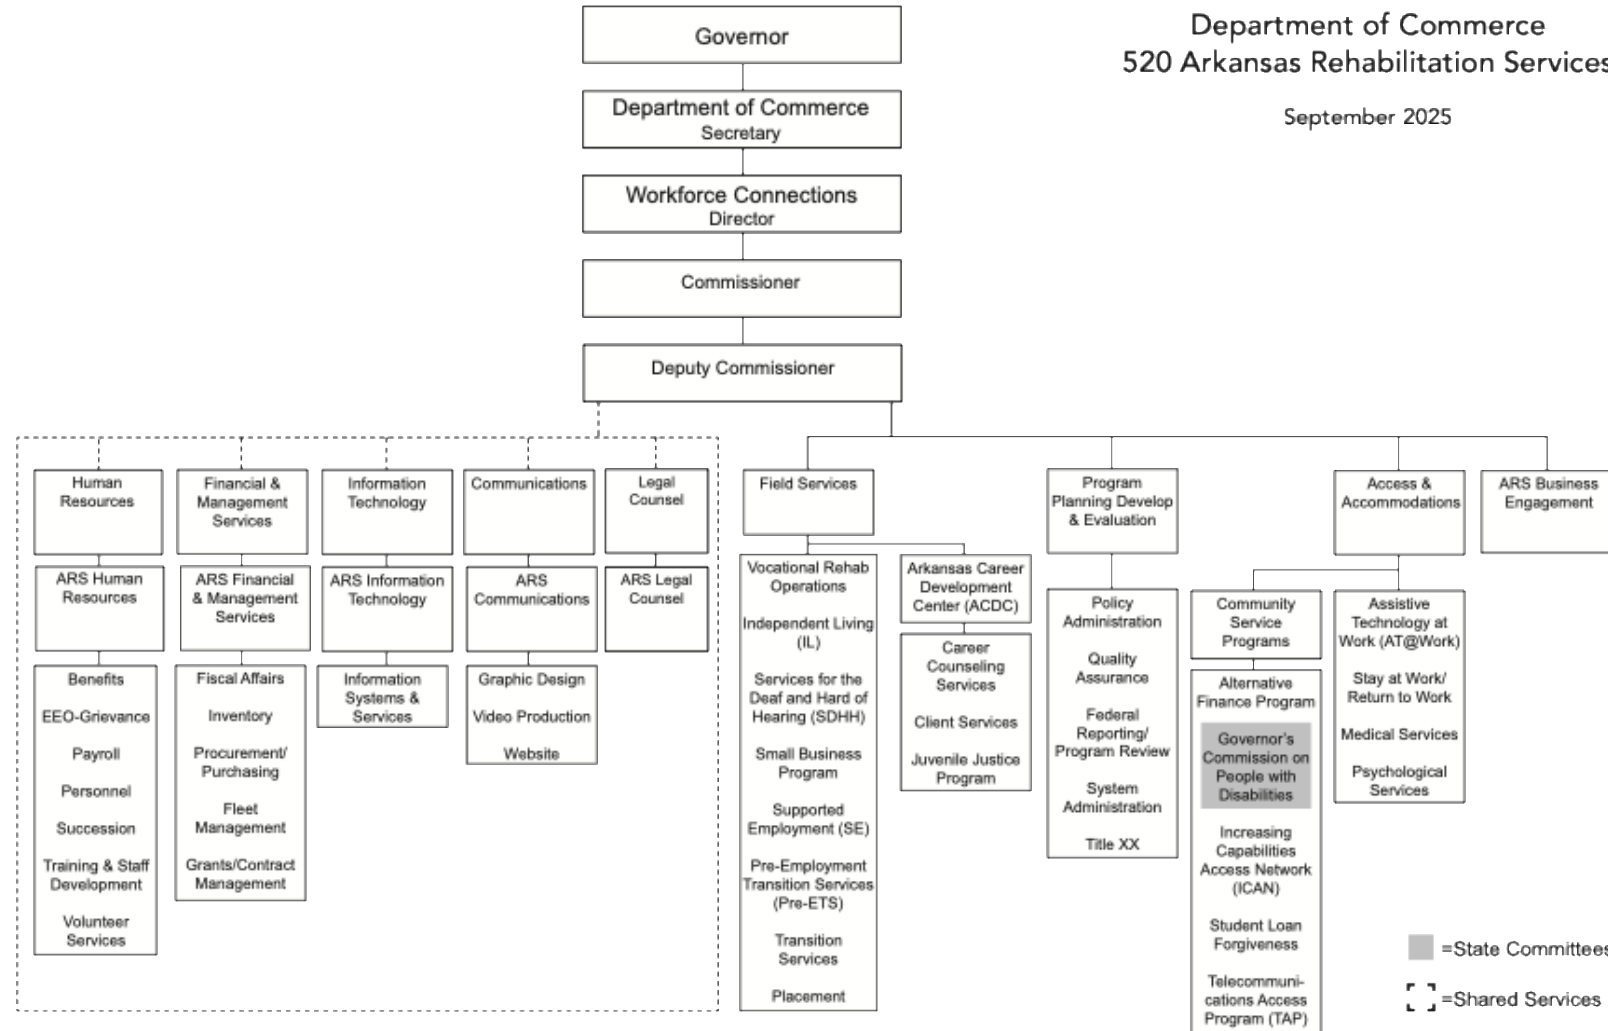 Department of Commerce
520 Arkansas Rehabilitation Services
September 2025
Governor
Department of Commerce
Secretary
Workforce Connections
Director
Commissioner
Deputy Commissioner
Human
Resources
Financial &
Management
Services
Information
Technology
Communications
Legal
Counsel
Field Services
Program
Planning Develop
& Evaluation
Access &
Accommodations
ARS Business
Engagement
ARS Human
Resources
ARS Financial
& Management
Services
ARS Information
Technology
ARS
Communications
ARS Legal
Counsel
Benefits
EEO-Grievance
Payroll
Personnel
Succession
Training & Staff
Development
Volunteer
Services
Fiscal Affairs
Inventory
Procurement/
Purchasing
Fleet
Management
Grants/Contract
Management
Information
Systems &
Services
Graphic Design
Video Production
Website
Vocational Rehab
Operations
Independent Living
(IL)
Services for the
Deaf and Hard of
Hearing (SDHH)
Small Business
Program
Supported
Employment (SE)
Pre-Employment
Transition Services
(Pre-ETS)
Transition
Services
Placement
Arkansas Career
Development
Center (ACDC)
Career
Counseling
Services
Client Services
Juvenile Justice
Program
Policy
Administration
Quality
Assurance
Federal
Reporting/
Program Review
System
Administration
Title XX
Community
Service
Programs
Alternative
Finance Program
Governor's
Commission on
People with
Disabilities
Increasing
Capabilities
Access Network
(ICAN)
Student Loan
Forgiveness
Telecommuni-
cations Access
Program (TAP)
Assistive
Technology at
Work (AT@Work)
Stay at Work/
Return to Work
Medical Services
Psychological
Services
=State Committees
=Shared Services